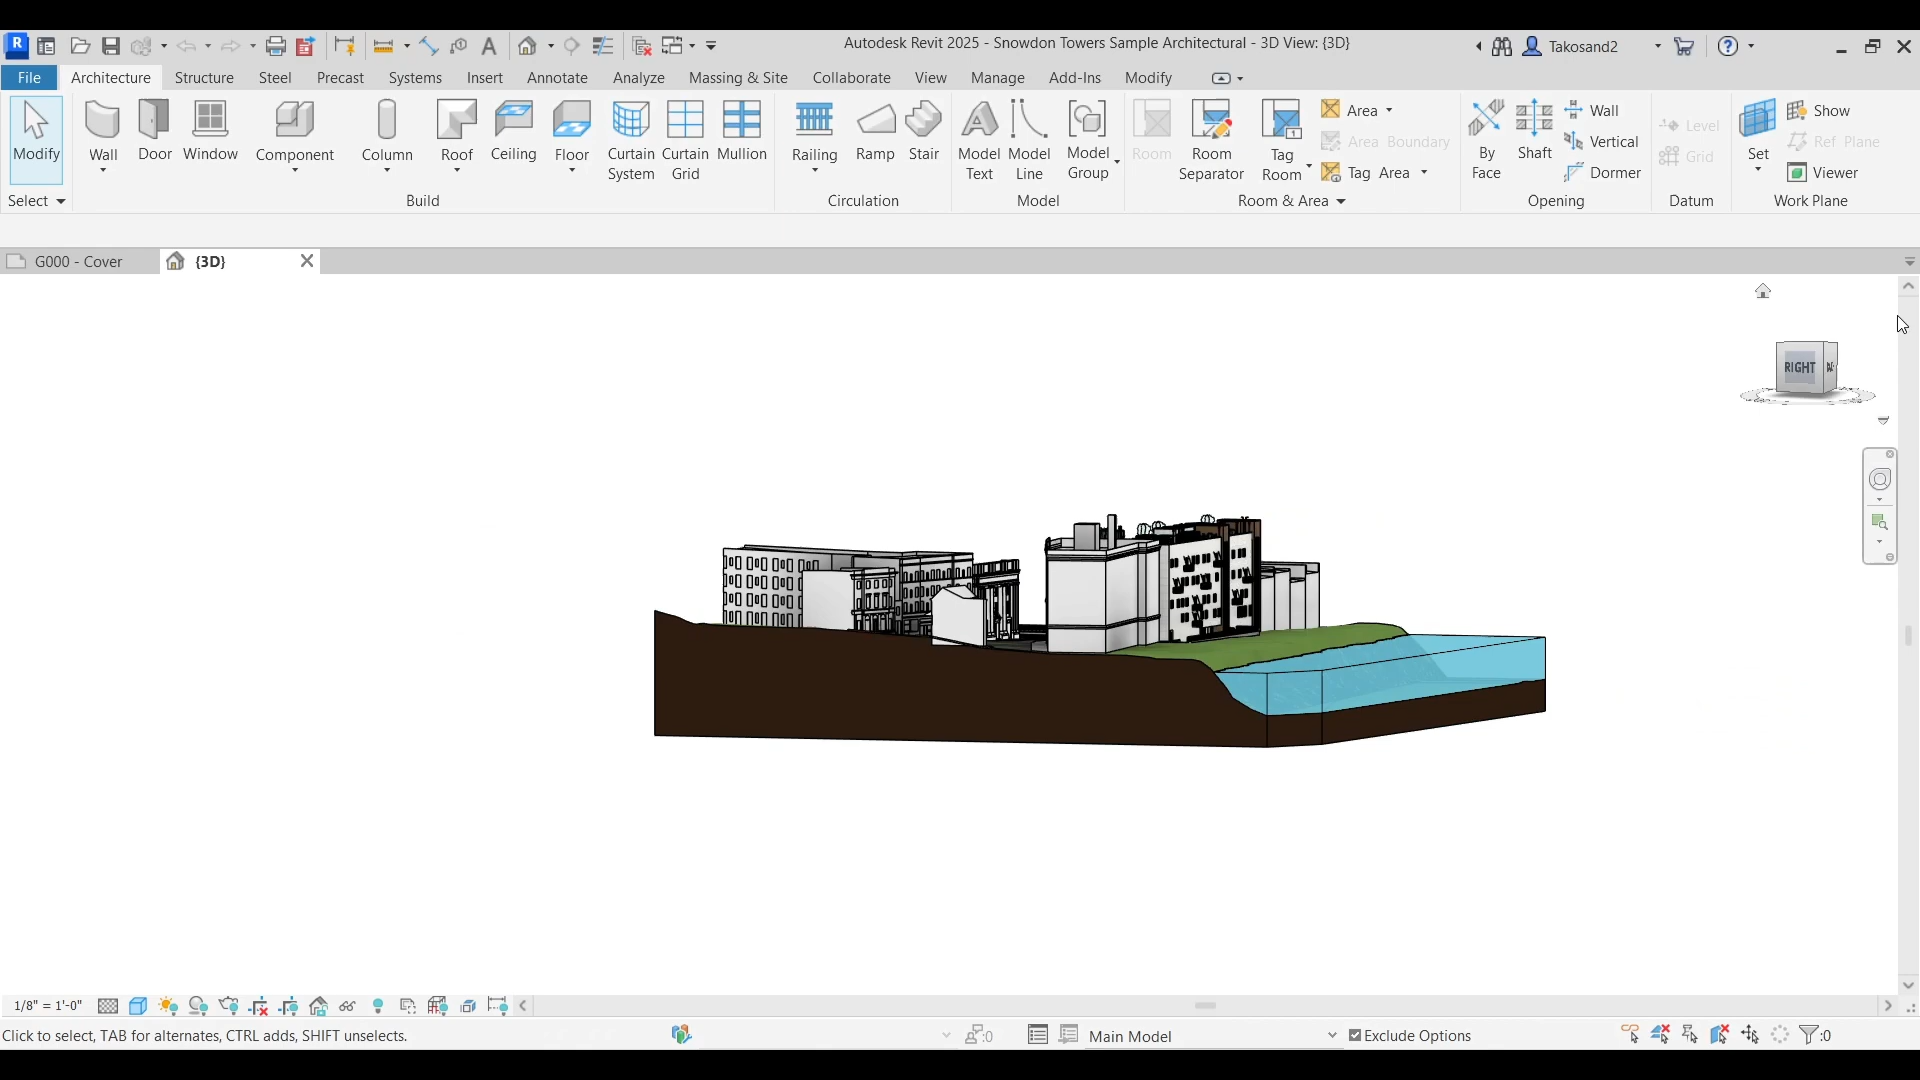 R
A
Autodesk Revit 2025 - Snowdon Towers Sample Architectural - 3D View: {3D}
Takosand2
?
File Architecture Structure Steel Precast Systems Insert Annotate Analyze Massing & Site Collaborate View Manage Add-Ins Modify
Modify
Wall
Door
Window
Component
Column
Roof
Ceiling
Floor
Curtain System
Curtain Grid
Mullion
Railing
Ramp
Stair
Model Text
Model Line
Model Group
Room
Room Separator
Tag Room
Area
Area Boundary
Tag Area
By Face
Shaft
Wall
Vertical
Dormer
Level
Grid
Set
Show
Ref Plane
Viewer
Select Build Circulation Model Room & Area Opening Datum Work Plane
G000 - Cover {3D}
RIGHT
1/8" = 1'-0"
Click to select, TAB for alternates, CTRL adds, SHIFT unselects. :0 Main Model Exclude Options :0